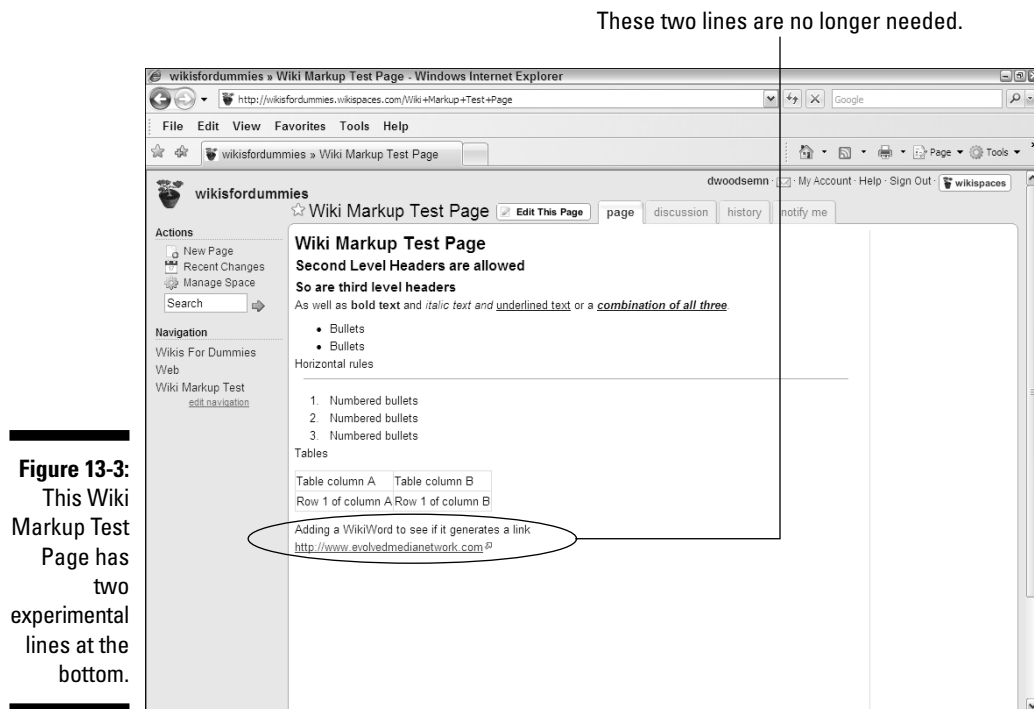 These two lines are no longer needed.
wikisfordummies » Wiki Markup Test Page - Windows Internet Explorer
http://wikisfordummies.wikispaces.com/Wiki+Markup+Test+Page
Google
File Edit View Favorites Tools Help
wikisfordummies » Wiki Markup Test Page
Page Tools
dwoodsemn · My Account · Help · Sign Out · wikispaces
wikisfordummies
Wiki Markup Test Page Edit This Page page discussion history notify me
Actions
New Page
Recent Changes
Manage Space
Search
Navigation
Wikis For Dummies
Web
Wiki Markup Test
edit navigation
Wiki Markup Test Page
Second Level Headers are allowed
So are third level headers
As well as bold text and italic text and underlined text or a combination of all three.
• Bullets
• Bullets
Horizontal rules
1. Numbered bullets
2. Numbered bullets
3. Numbered bullets
Tables
Table column A Table column B
Row 1 of column A Row 1 of column B
Adding a WikiWord to see if it generates a link
http://www.evolvedmedianetwork.com
Figure 13-3:
This Wiki
Markup Test
Page has
two
experimental
lines at the
bottom.